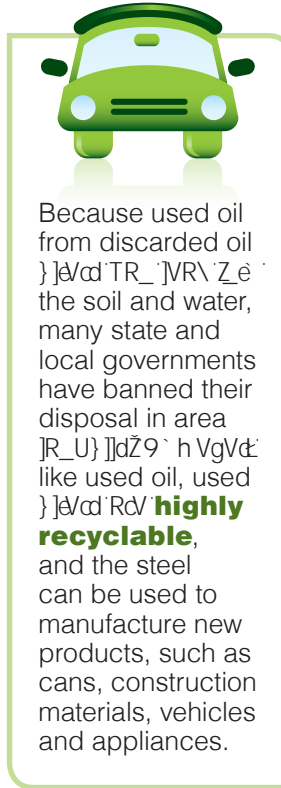 Because used oil
from discarded oil
the soil and water,
many state and
local governments
have banned their
disposal in area
like used oil, used
highly
recyclable,
and the steel
can be used to
manufacture new
products, such as
cans, construction
materials, vehicles
and appliances.